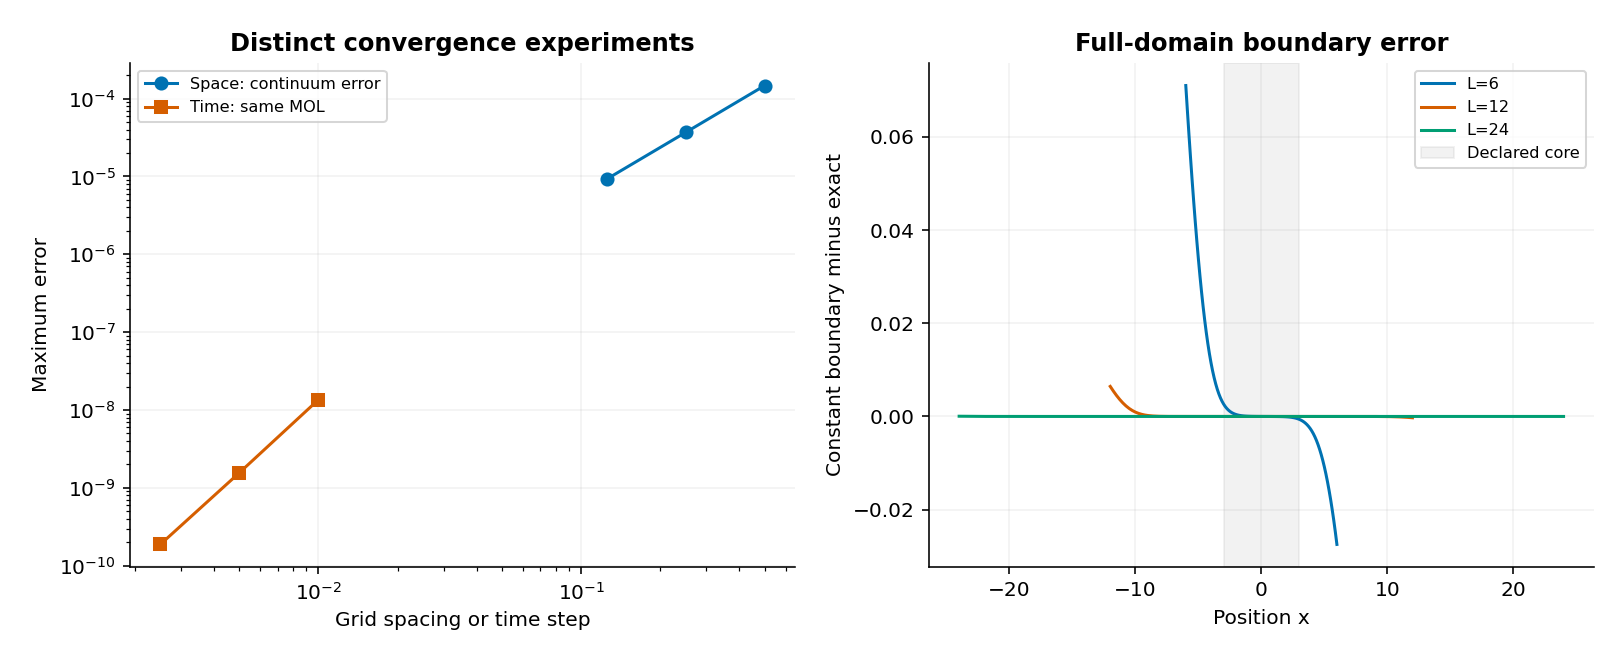 Distinct convergence experiments
Space: continuum error
Time: same MOL
Maximum error
10⁻⁴
10⁻⁵
10⁻⁶
10⁻⁷
10⁻⁸
10⁻⁹
10⁻¹⁰
10⁻²
10⁻¹
Grid spacing or time step
Full-domain boundary error
L=6
L=12
L=24
Declared core
Constant boundary minus exact
0.06
0.04
0.02
0.00
−0.02
−20
−10
0
10
20
Position x